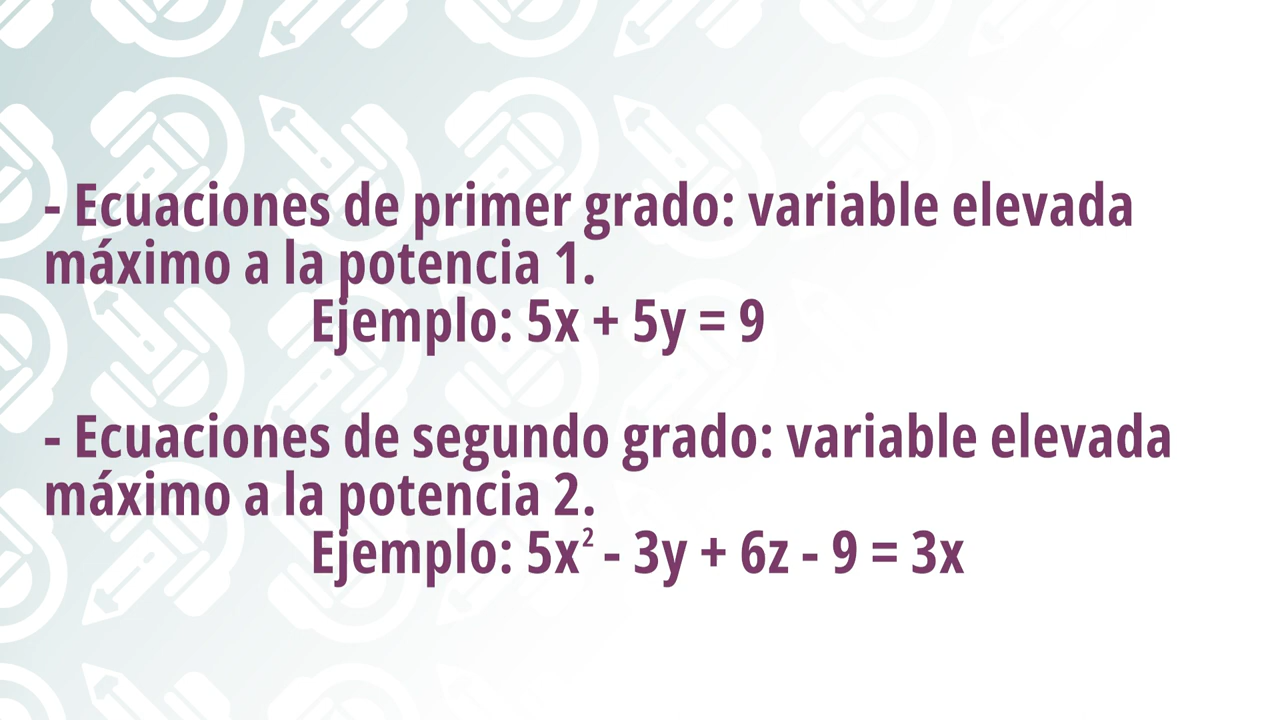 - Ecuaciones de primer grado: variable elevada
máximo a la potencia 1.
Ejemplo: 5x + 5y = 9
- Ecuaciones de segundo grado: variable elevada
máximo a la potencia 2.
Ejemplo: 5x² - 3y + 6z - 9 = 3x